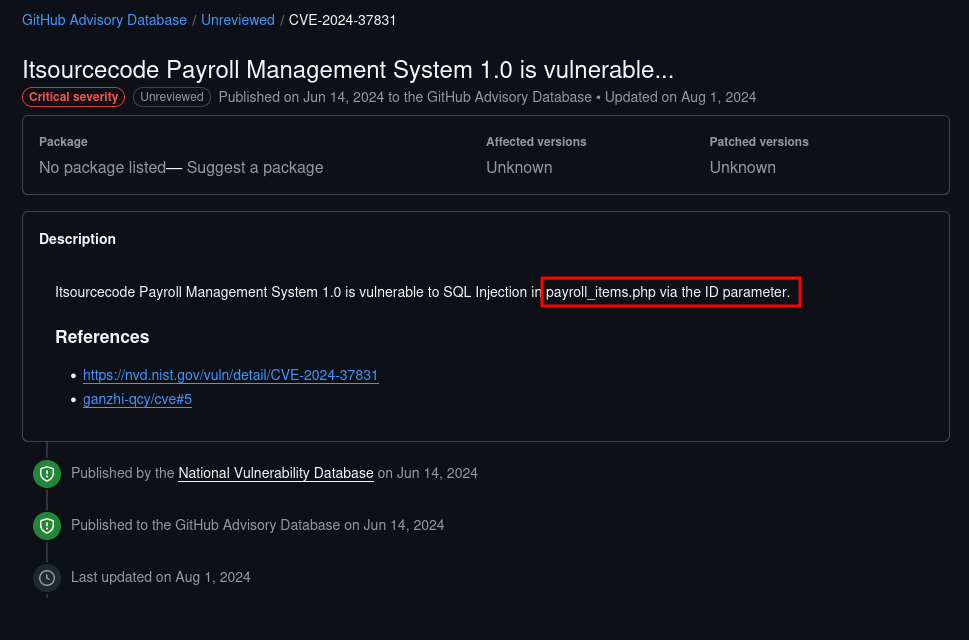 GitHub Advisory Database / Unreviewed / CVE-2024-37831
Itsourcecode Payroll Management System 1.0 is vulnerable...
Critical severity Unreviewed Published on Jun 14, 2024 to the GitHub Advisory Database • Updated on Aug 1, 2024
Package Affected versions Patched versions
No package listed— Suggest a package Unknown Unknown
Description
Itsourcecode Payroll Management System 1.0 is vulnerable to SQL Injection in payroll_items.php via the ID parameter.
References
• https://nvd.nist.gov/vuln/detail/CVE-2024-37831
• ganzhi-qcy/cve#5
Published by the National Vulnerability Database on Jun 14, 2024
Published to the GitHub Advisory Database on Jun 14, 2024
Last updated on Aug 1, 2024